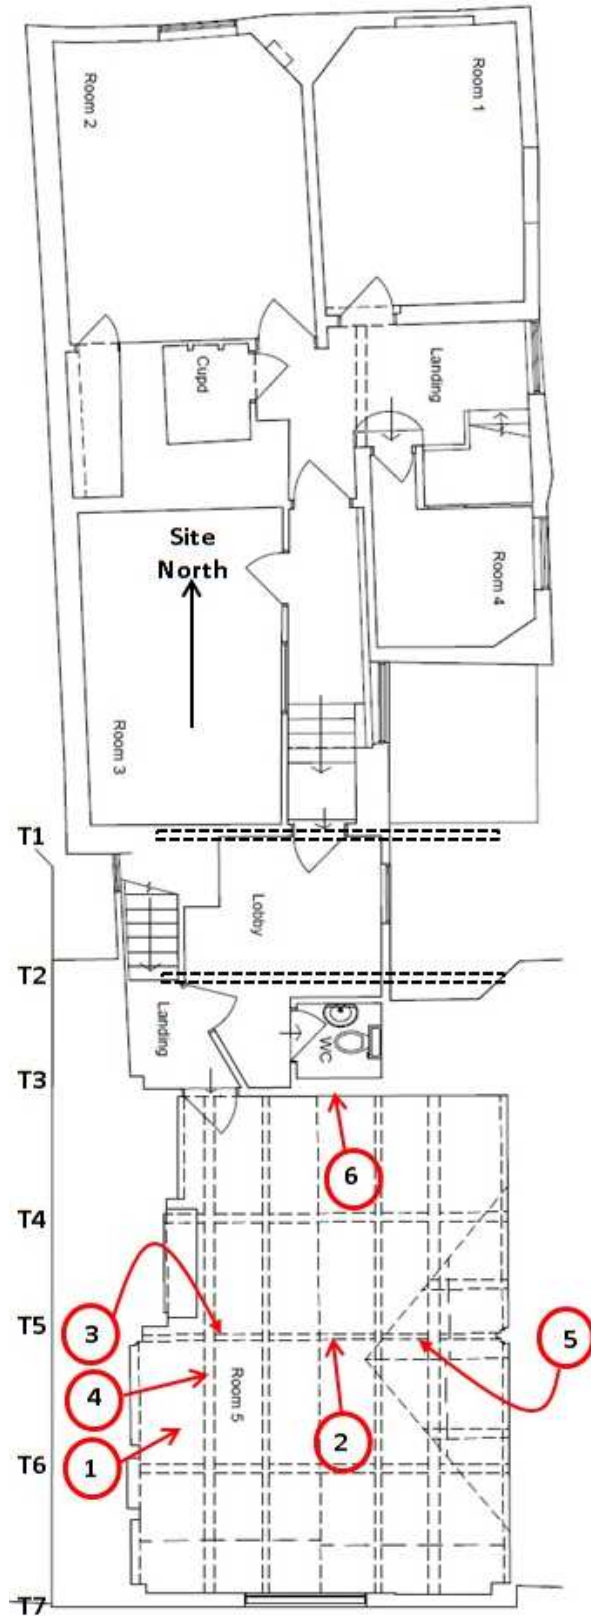 Room 2
Room 1
Cupd
Landing
Site
North
Room 4
Room 3
T1
Lobby
T2
Landing
WC
T3
6
T4
T5
3
5
4
Room 5
2
1
T6
T7